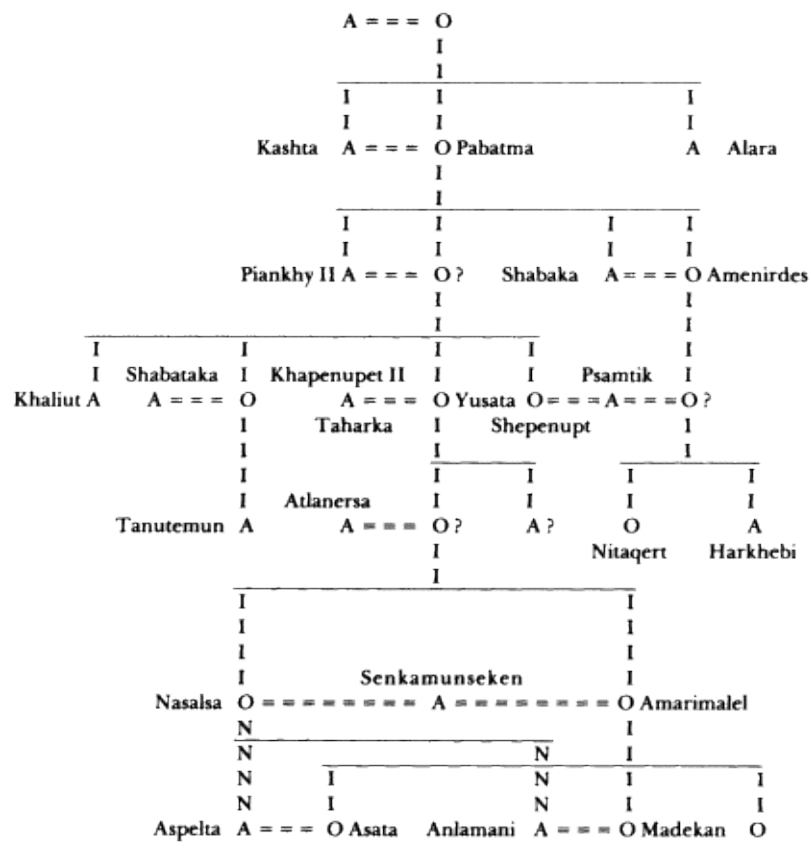 A = = = O
I
I
I I I
I I I
Kashta A = = = O Pabatma A Alara
I
I
I I I I
I I I I
Piankhy II A = = = O ? Shabaka A = = = O Amenirdes
I I
I I
I I I I I
I Shabataka I Khapenupet II I I Psamtik I
Khaliut A A = = = O A = = = O Yusata O = = = A = = = O ?
I Taharka I Shepenupt I
I I I
I I I I I
I Atlanersa I I I I
Tanutemun A A = = = O ? A ? O A
I Nitaqert Harkhebi
I
I I
I I
I I
I Senkamunseken I
Nasalsa O = = = = = = = = A = = = = = = = = O Amarimalel
N I
N N I
N I N I I
N I N I I
Aspelta A = = = O Asata Anlamani A = = = O Madekan O